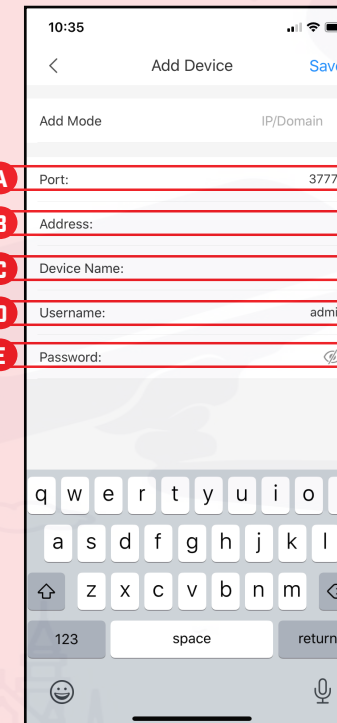 10:35
Add Device Save
Add Mode IP/Domain
A Port: 3777
B Address:
C Device Name:
D Username: admi
E Password:
q w e r t y u i o
a s d f g h j k l
z x c v b n m
123 space return